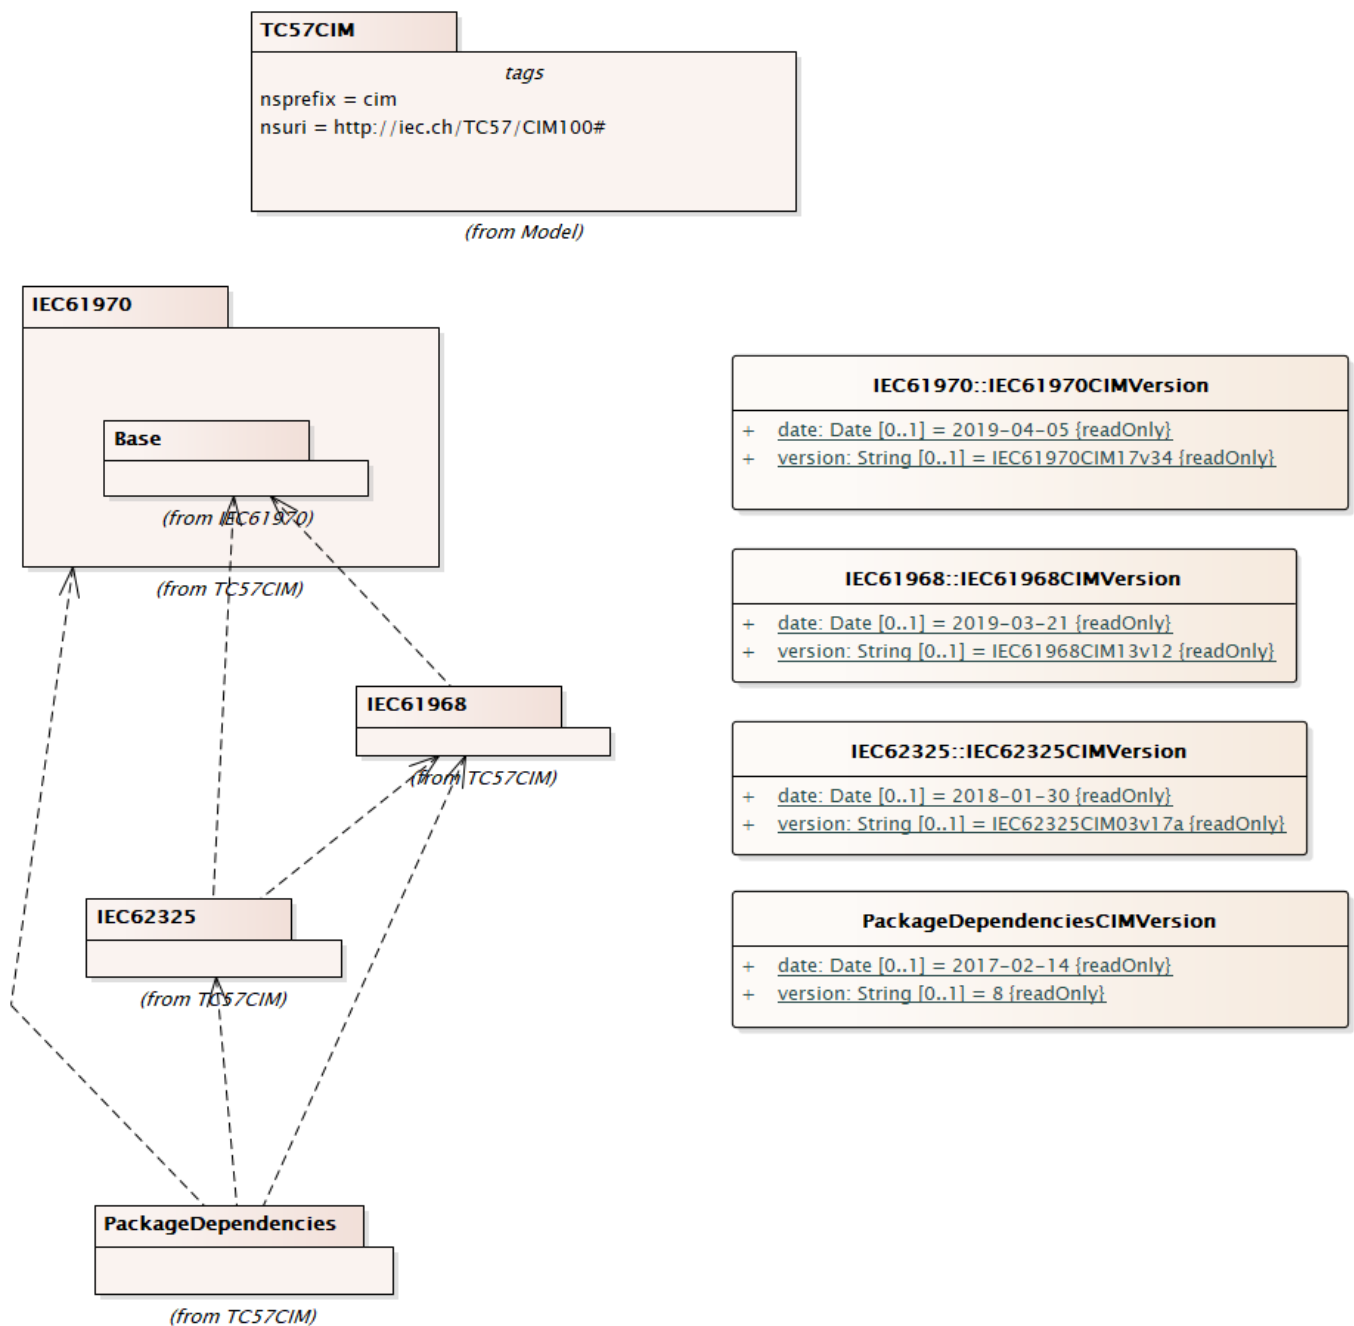 TC57CIM
tags
nsprefix = cim
nsuri = http://iec.ch/TC57/CIM100#
(from Model)
IEC61970
Base
(from IEC61970)
(from TC57CIM)
IEC61968
(from TC57CIM)
IEC62325
(from TC57CIM)
PackageDependencies
(from TC57CIM)
IEC61970::IEC61970CIMVersion
+ date: Date [0..1] = 2019-04-05 {readOnly}
+ version: String [0..1] = IEC61970CIM17v34 {readOnly}
IEC61968::IEC61968CIMVersion
+ date: Date [0..1] = 2019-03-21 {readOnly}
+ version: String [0..1] = IEC61968CIM13v12 {readOnly}
IEC62325::IEC62325CIMVersion
+ date: Date [0..1] = 2018-01-30 {readOnly}
+ version: String [0..1] = IEC62325CIM03v17a {readOnly}
PackageDependenciesCIMVersion
+ date: Date [0..1] = 2017-02-14 {readOnly}
+ version: String [0..1] = 8 {readOnly}